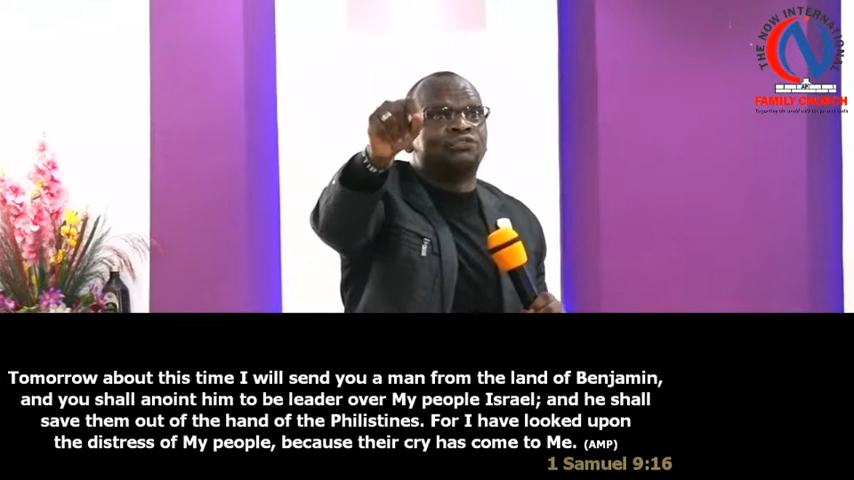 THE NOW INTERNATIONAL
FAMILY CHURCH
Tomorrow about this time I will send you a man from the land of Benjamin,
and you shall anoint him to be leader over My people Israel; and he shall
save them out of the hand of the Philistines. For I have looked upon
the distress of My people, because their cry has come to Me. (AMP)
1 Samuel 9:16